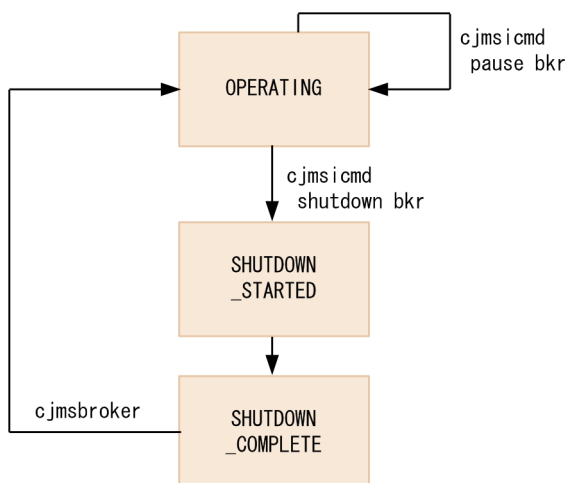 cjmsicmd
pause bkr
OPERATING
cjmsicmd
shutdown bkr
SHUTDOWN
_STARTED
cjmsbroker
SHUTDOWN
_COMPLETE